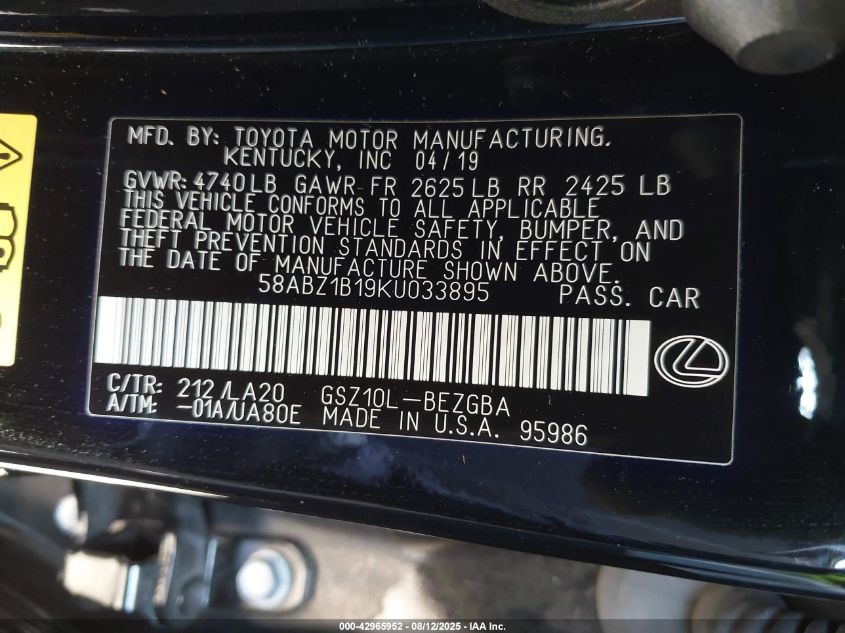 MFD. BY: TOYOTA MOTOR MANUFACTURING.
KENTUCKY, INC 04/19
GVWR: 4740LB GAWR-FR 2625LB RR 2425 LB
THIS VEHICLE CONFORMS TO ALL APPLICABLE
FEDERAL MOTOR VEHICLE SAFETY, BUMPER, AND
THEFT PREVENTION STANDARDS IN EFFECT ON
THE DATE OF MANUFACTURE SHOWN ABOVE.
58ABZ1B19KU033895 PASS. CAR
C/TR: 212/LA20 GSZ10L-BEZGBA
A/TM: -01A/UA80E MADE IN U.S.A. 95986
000-42965952 - 08/12/2025 - IAA Inc.